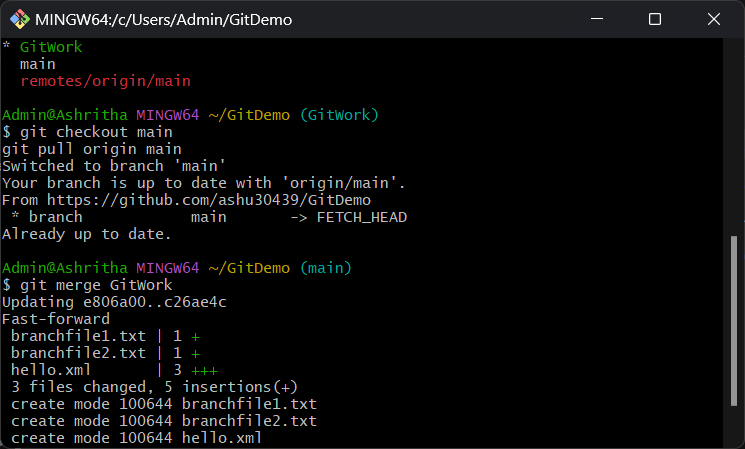 MINGW64:/c/Users/Admin/GitDemo
* GitWork
  main
  remotes/origin/main
Admin@Ashritha MINGW64 ~/GitDemo (GitWork)
$ git checkout main
git pull origin main
Switched to branch 'main'
Your branch is up to date with 'origin/main'.
From https://github.com/ashu30439/GitDemo
 * branch            main       -> FETCH_HEAD
Already up to date.
Admin@Ashritha MINGW64 ~/GitDemo (main)
$ git merge GitWork
Updating e806a00..c26ae4c
Fast-forward
 branchfile1.txt | 1 +
 branchfile2.txt | 1 +
 hello.xml       | 3 +++
 3 files changed, 5 insertions(+)
 create mode 100644 branchfile1.txt
 create mode 100644 branchfile2.txt
 create mode 100644 hello.xml